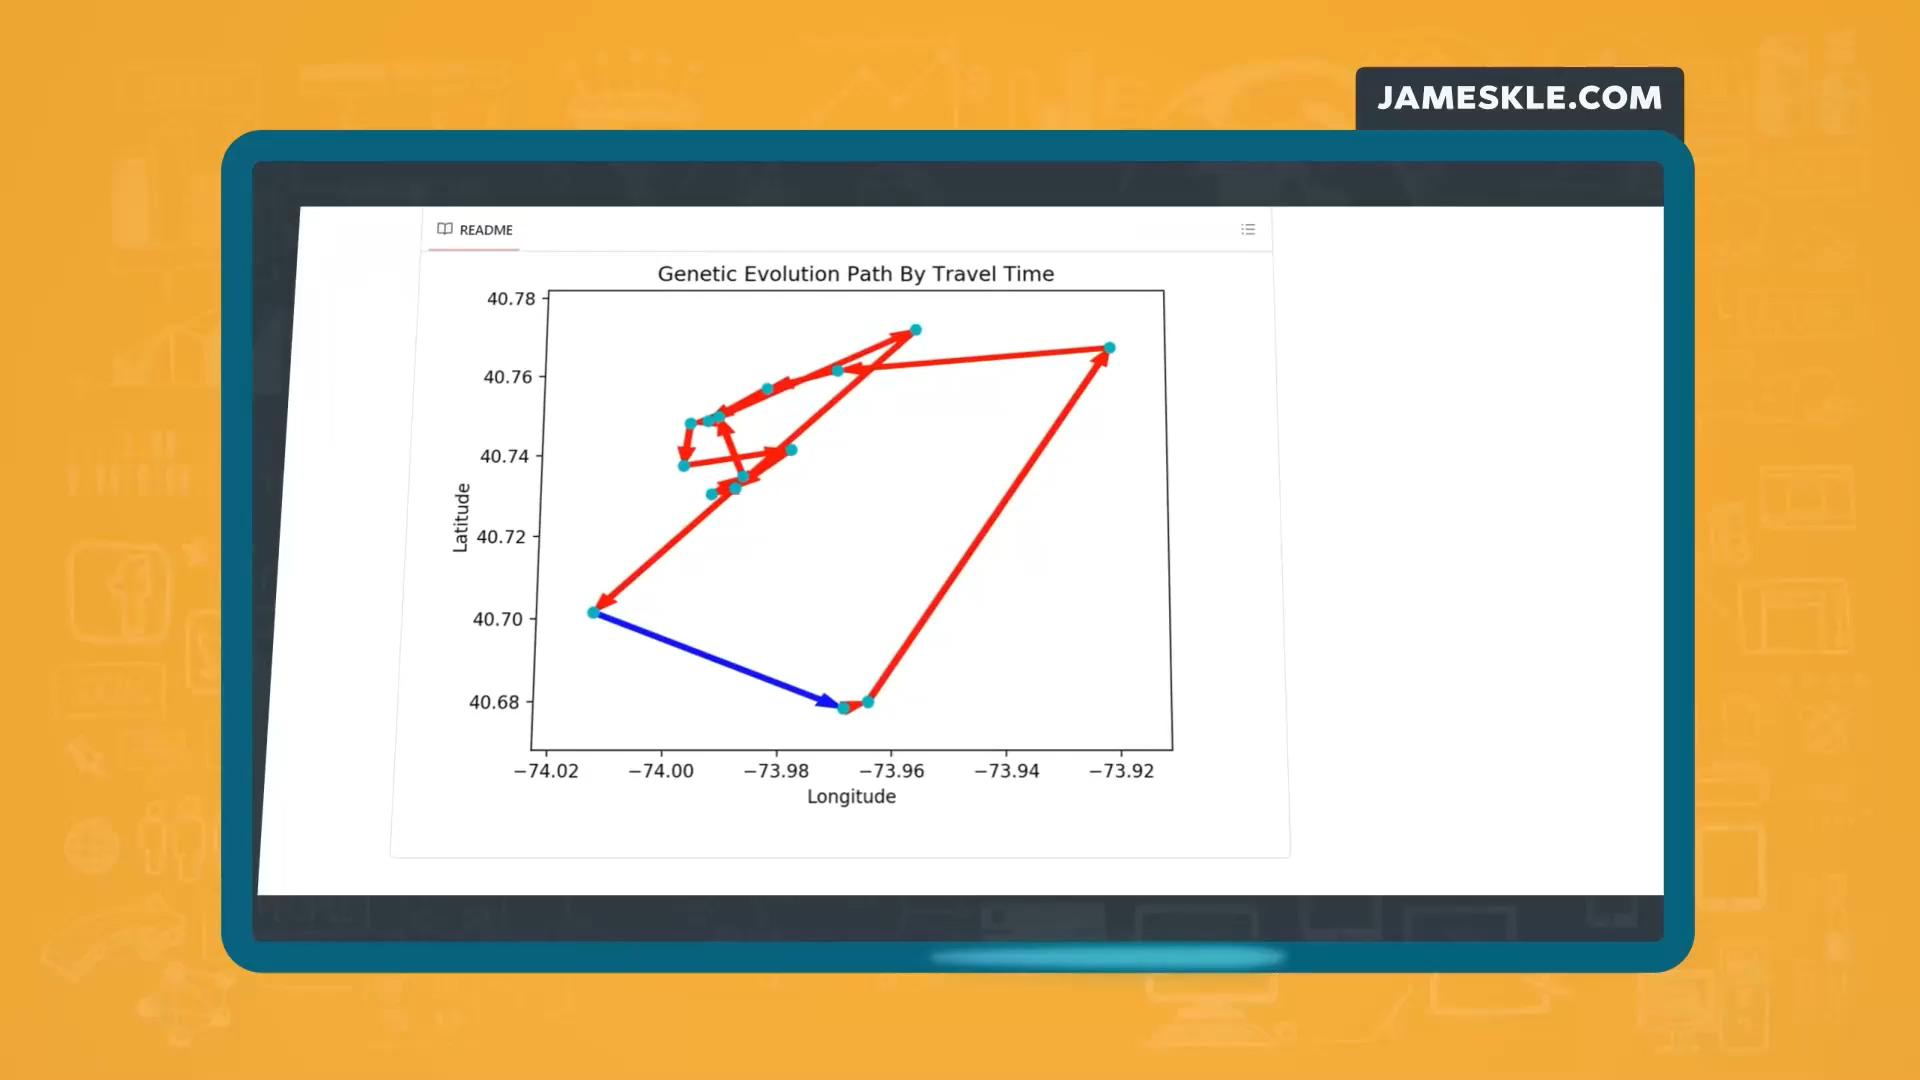 JAMESKLE.COM
README
Genetic Evolution Path By Travel Time
40.78
40.76
40.74
40.72
40.70
40.68
Latitude
−74.02
−74.00
−73.98
−73.96
−73.94
−73.92
Longitude